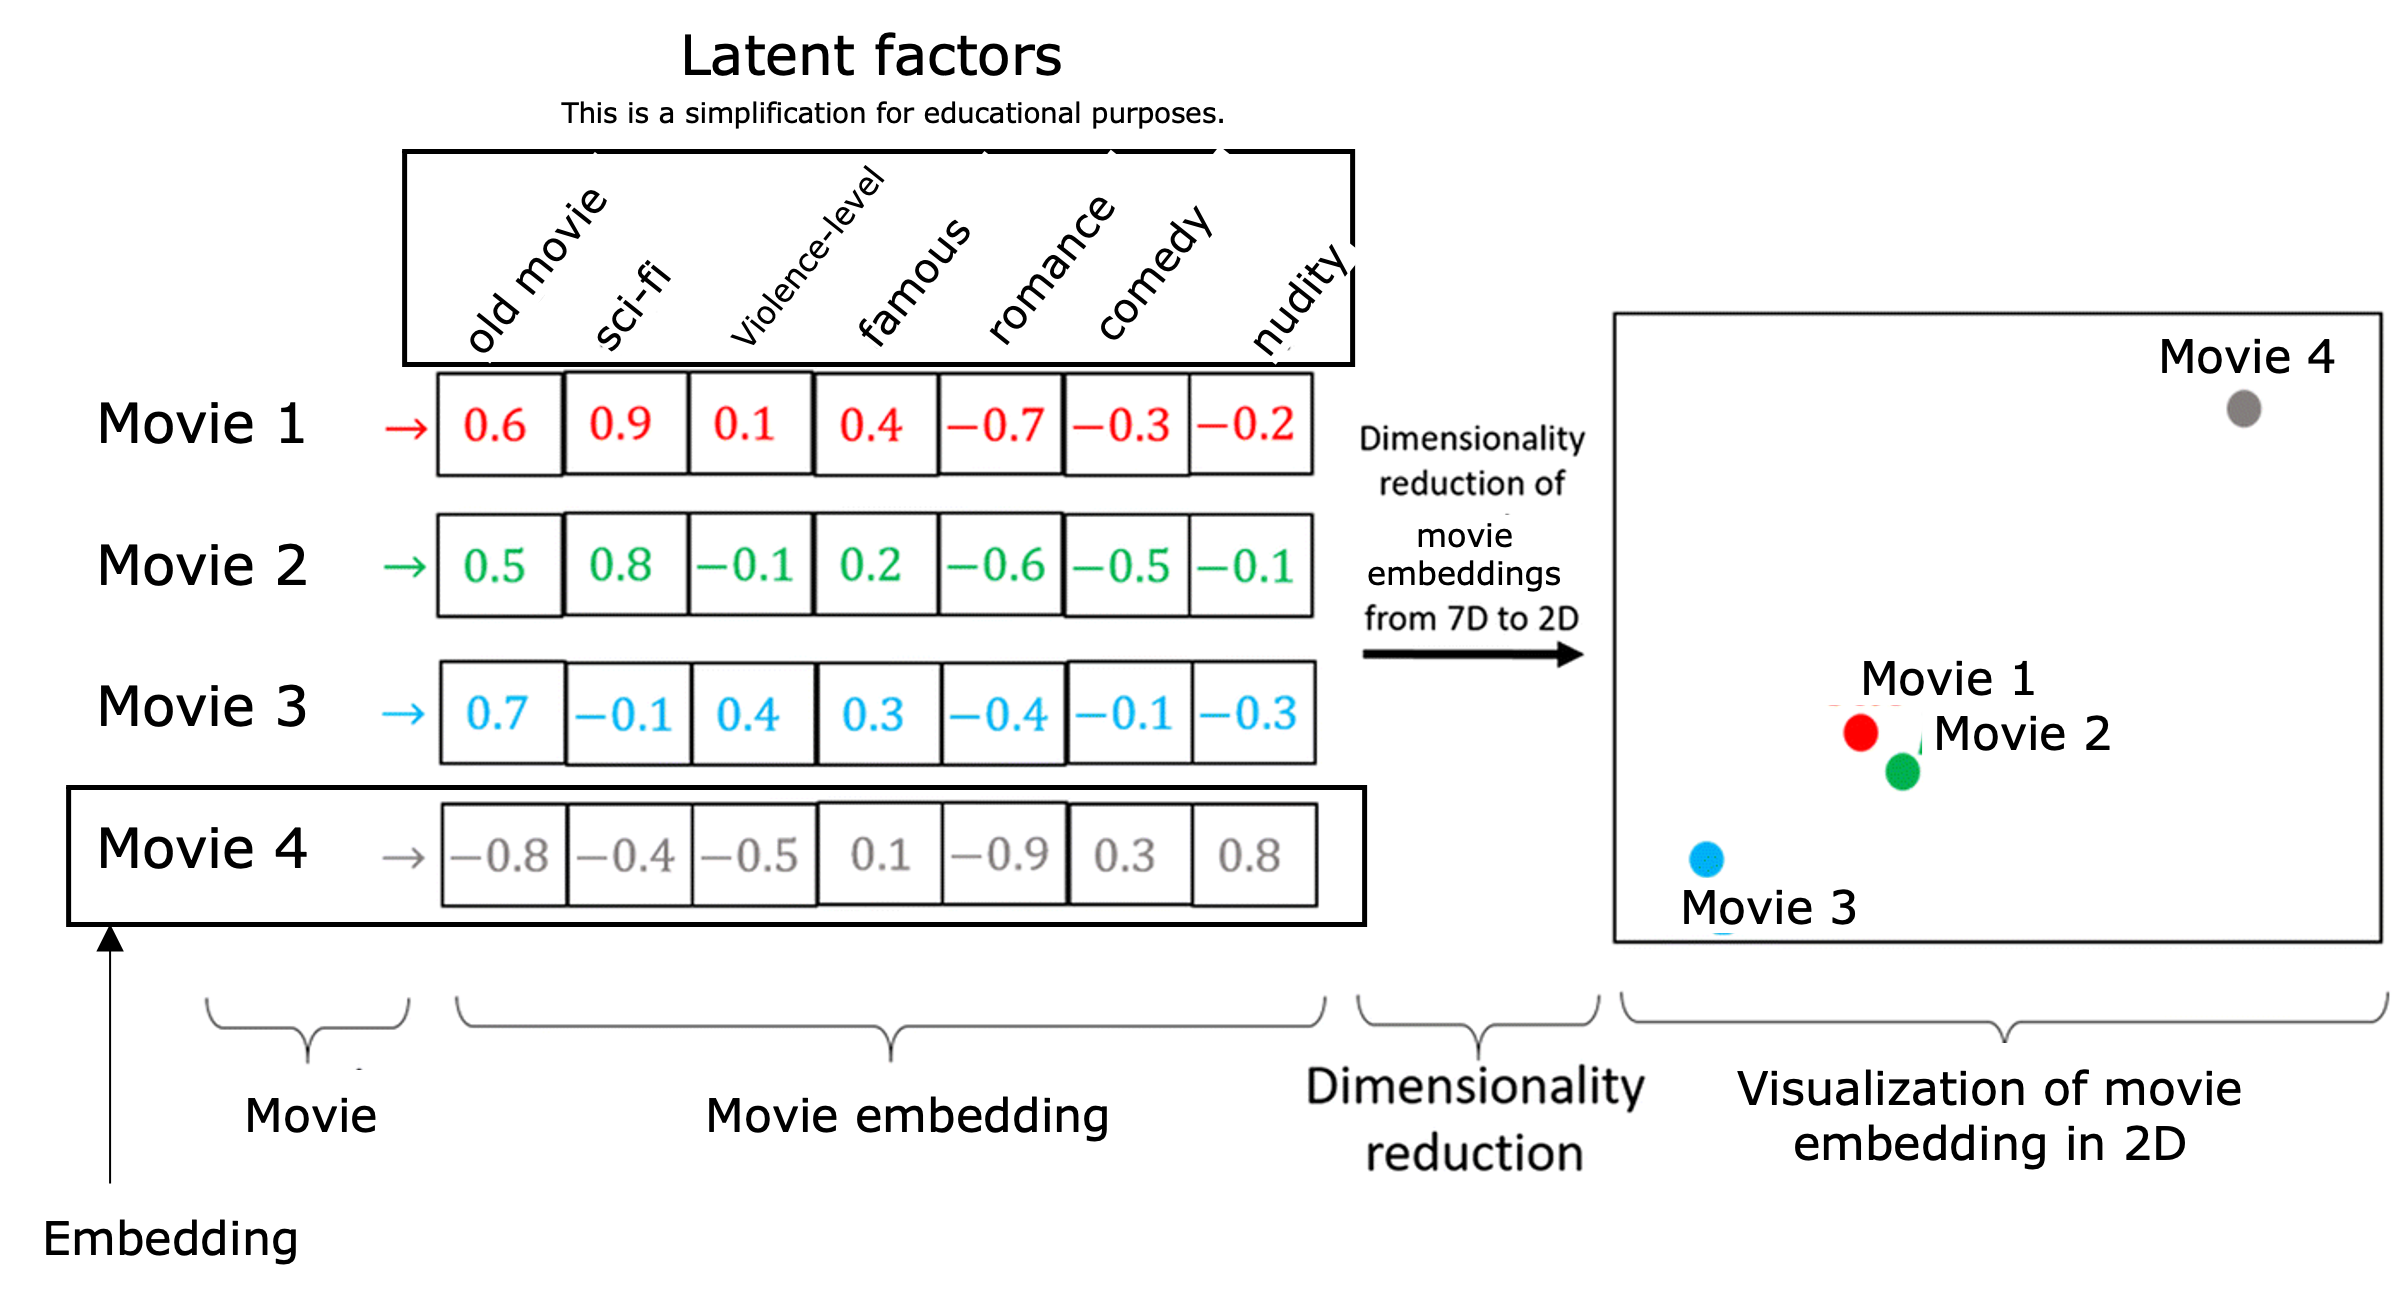 Latent factors
This is a simplification for educational purposes.
old movie
sci-fi
Violence-level
famous
romance
comedy
nudity
Movie 1 → 0.6 0.9 0.1 0.4 −0.7 −0.3 −0.2
Movie 2 → 0.5 0.8 −0.1 0.2 −0.6 −0.5 −0.1
Movie 3 → 0.7 −0.1 0.4 0.3 −0.4 −0.1 −0.3
Movie 4 → −0.8 −0.4 −0.5 0.1 −0.9 0.3 0.8
Dimensionality
reduction of
movie
embeddings
from 7D to 2D
Movie 4
Movie 1
Movie 2
Movie 3
Movie
Movie embedding
Dimensionality
reduction
Visualization of movie
embedding in 2D
Embedding